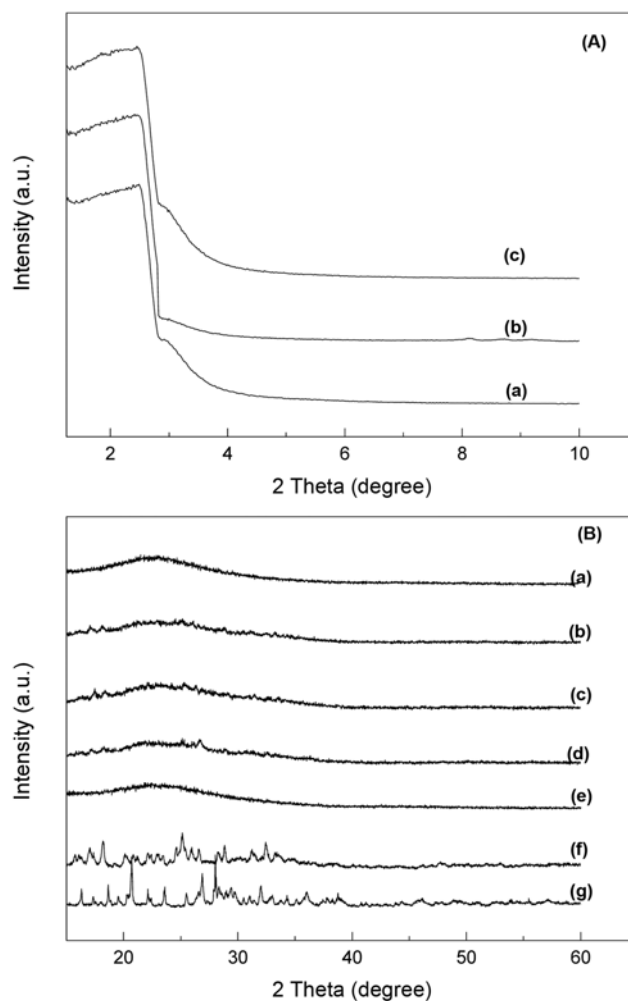 (A)
Intensity (a.u.)
(c)
(b)
(a)
2 4 6 8 10
2 Theta (degree)
(B)
Intensity (a.u.)
(a)
(b)
(c)
(d)
(e)
(f)
(g)
20 30 40 50 60
2 Theta (degree)